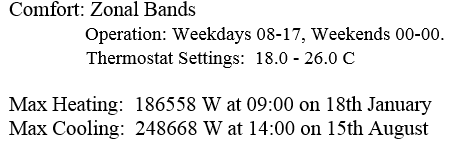 Comfort: Zonal Bands
Operation: Weekdays 08-17, Weekends 00-00.
Thermostat Settings: 18.0 - 26.0 C
Max Heating: 186558 W at 09:00 on 18th January
Max Cooling: 248668 W at 14:00 on 15th August